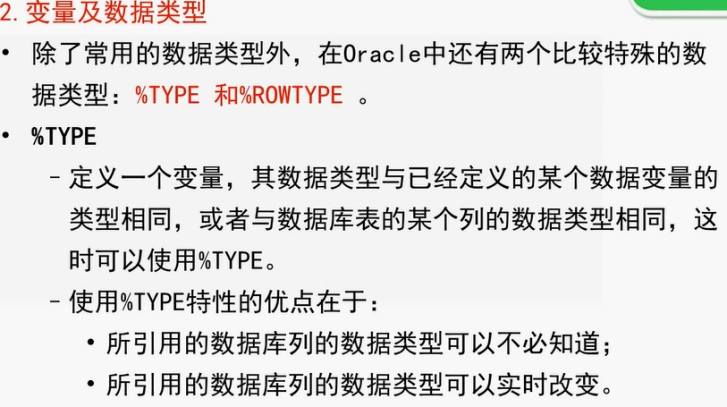 2. 变量及数据类型
• 除了常用的数据类型外，在Oracle中还有两个比较特殊的数
据类型：%TYPE 和%ROWTYPE 。
• %TYPE
– 定义一个变量，其数据类型与已经定义的某个数据变量的
类型相同，或者与数据库表的某个列的数据类型相同，这
时可以使用%TYPE。
– 使用%TYPE特性的优点在于：
• 所引用的数据库列的数据类型可以不必知道；
• 所引用的数据库列的数据类型可以实时改变。